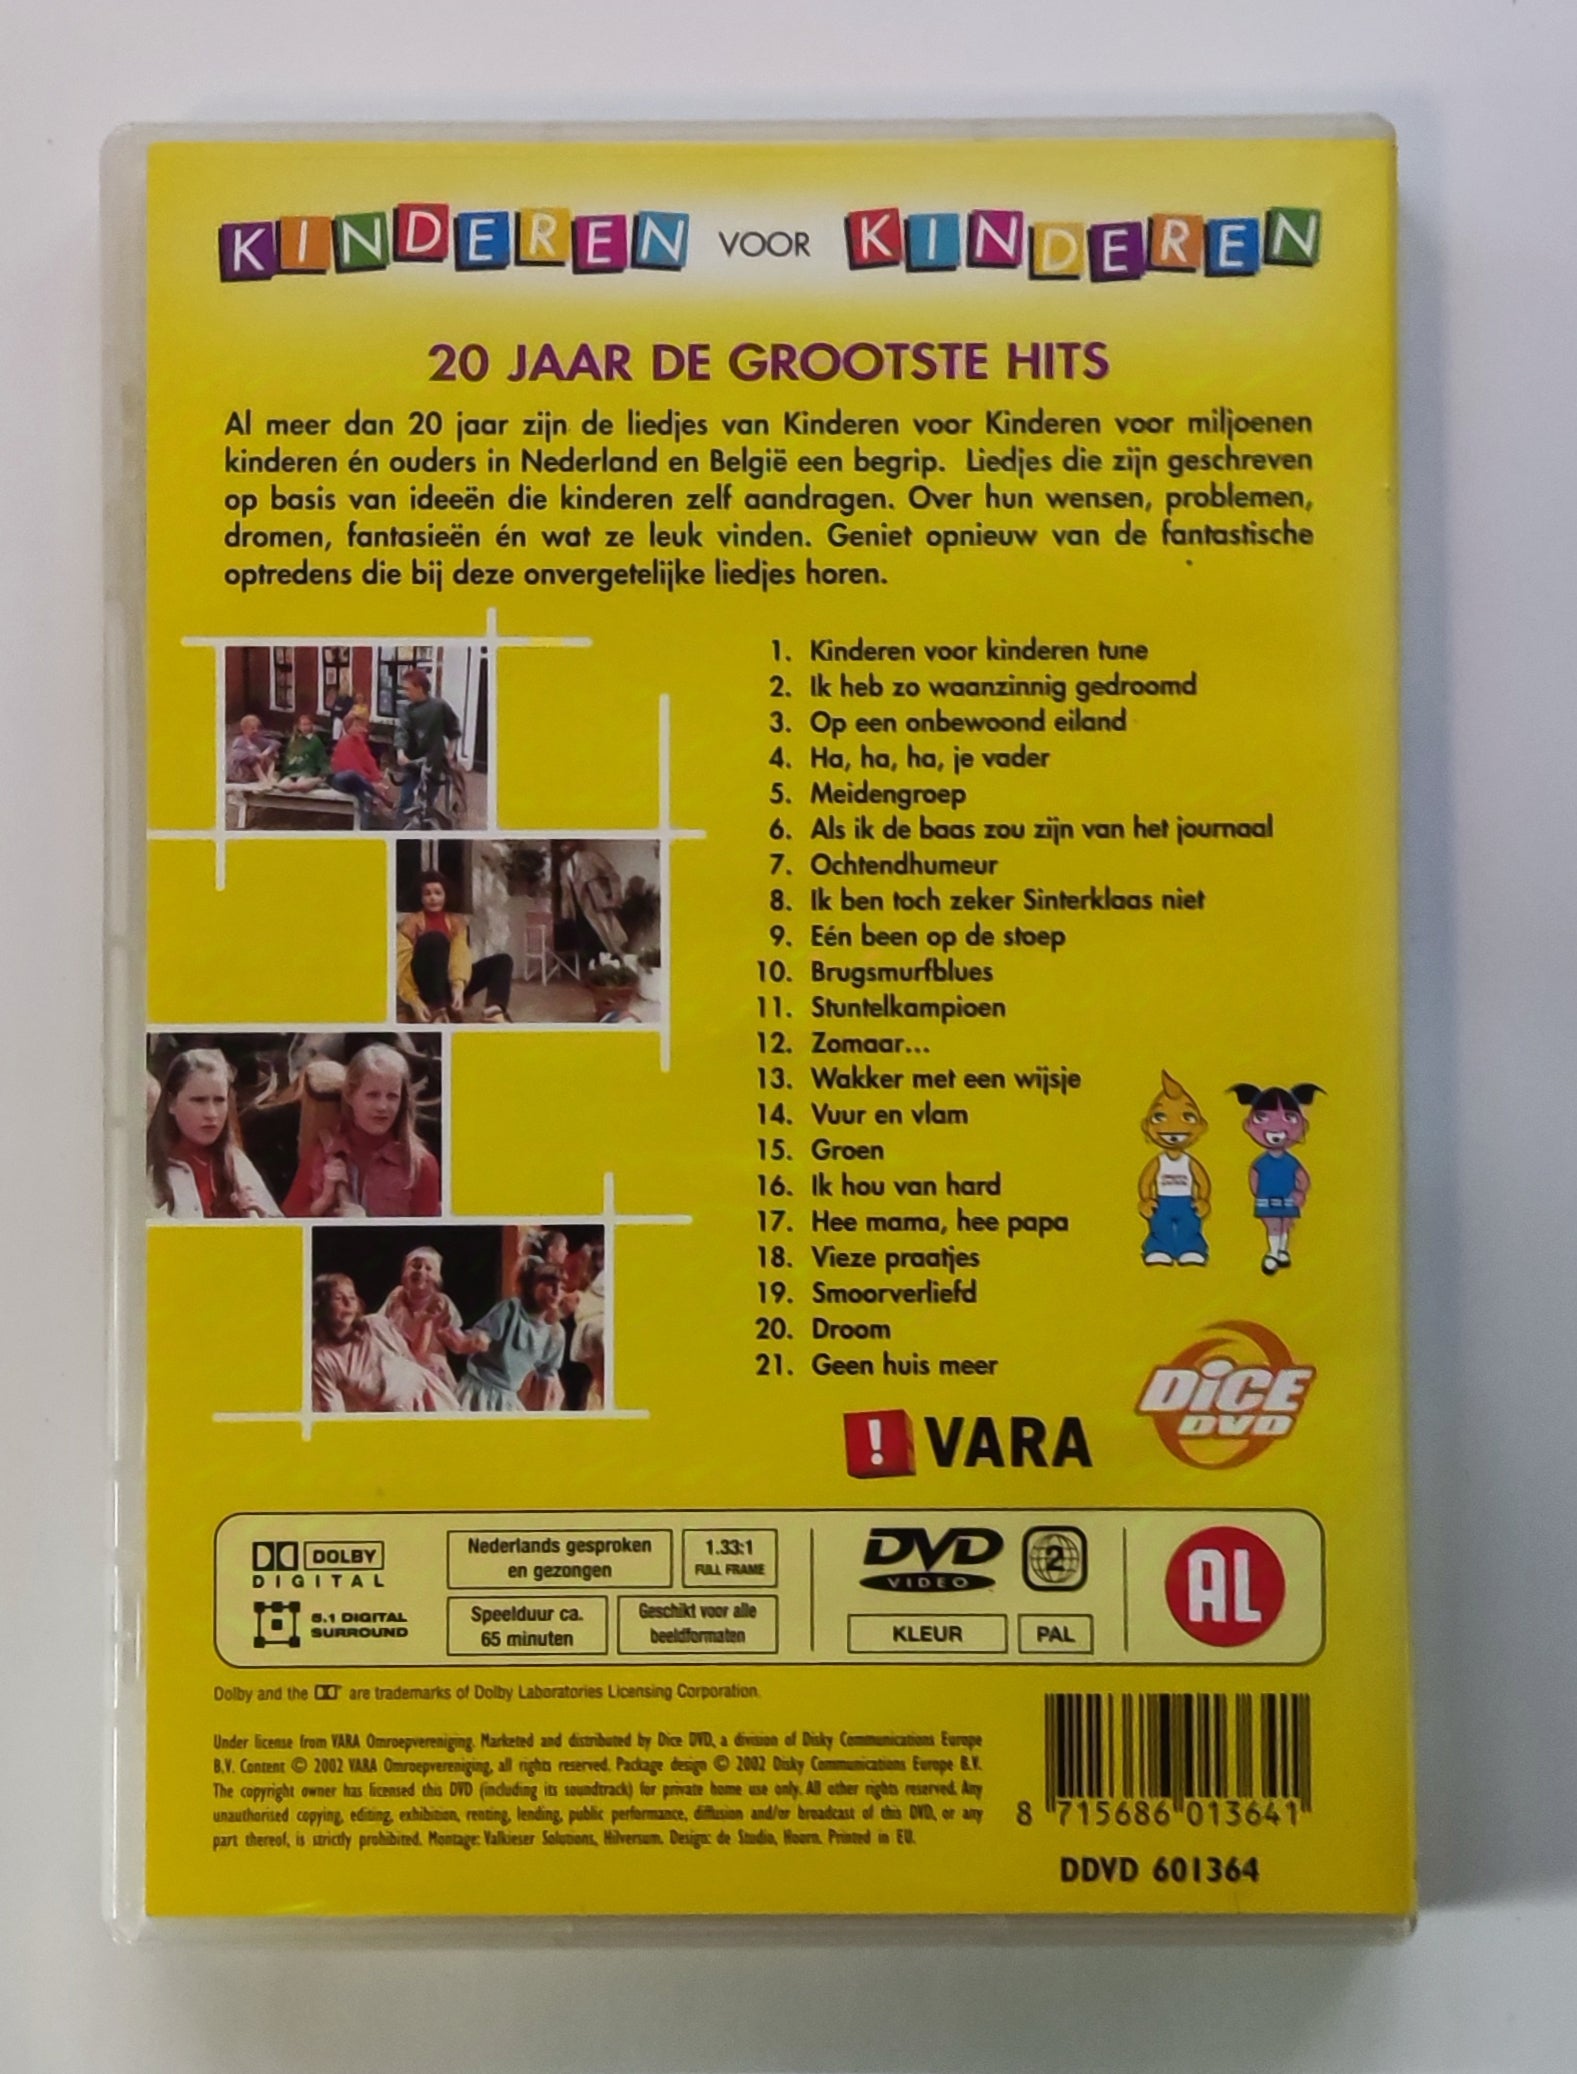 KINDEREN VOOR KINDEREN
20 JAAR DE GROOTSTE HITS
Al meer dan 20 jaar zijn de liedjes van Kinderen voor Kinderen voor miljoenen
kinderen én ouders in Nederland en België een begrip. Liedjes die zijn geschreven
op basis van ideeën die kinderen zelf aandragen. Over hun wensen, problemen,
dromen, fantasieën én wat ze leuk vinden. Geniet opnieuw van de fantastische
optredens die bij deze onvergetelijke liedjes horen.
1. Kinderen voor kinderen tune
2. Ik heb zo waanzinnig gedroomd
3. Op een onbewoond eiland
4. Ha, ha, ha, je vader
5. Meidengroep
6. Als ik de baas zou zijn van het journaal
7. Ochtendhumeur
8. Ik ben toch zeker Sinterklaas niet
9. Eén been op de stoep
10. Brugsmurfblues
11. Stuntelkampioen
12. Zomaar...
13. Wakker met een wijsje
14. Vuur en vlam
15. Groen
16. Ik hou van hard
17. Hee mama, hee papa
18. Vieze praatjes
19. Smoorverliefd
20. Droom
21. Geen huis meer
! VARA
DiCE
DVD
DOLBY
DIGITAL
5.1 DIGITAL
SURROUND
Nederlands gesproken
en gezongen
1.33:1
FULL FRAME
Speelduur ca.
65 minuten
Geschikt voor alle
beeldformaten
DVD
VIDEO
2
KLEUR
PAL
AL
Dolby and the are trademarks of Dolby Laboratories Licensing Corporation.
Under license from VARA Omroepvereniging. Marketed and distributed by Dice DVD, a division of Disky Communications Europe
B.V. Content © 2002 VARA Omroepvereniging, all rights reserved. Package design © 2002 Disky Communications Europe B.V.
The copyright owner has licensed this DVD (including its soundtrack) for private home use only. All other rights reserved. Any
unauthorised copying, editing, exhibition, renting, lending, public performance, diffusion and/or broadcast of this DVD, or any
part thereof, is strictly prohibited. Montage: Valkieser Solutions, Hilversum. Design: de Studio, Hoorn. Printed in EU.
8 715686 013641
DDVD 601364